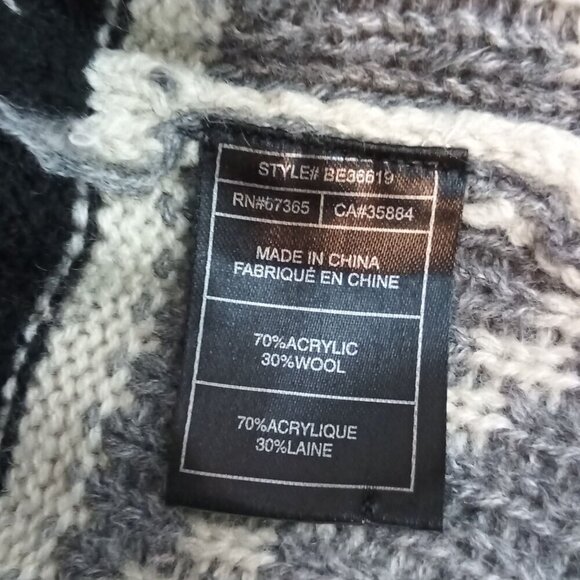 STYLE# BE36619
RN#67365 CA#35884
MADE IN CHINA
FABRIQUÉ EN CHINE
70%ACRYLIC
30%WOOL
70%ACRYLIQUE
30%LAINE